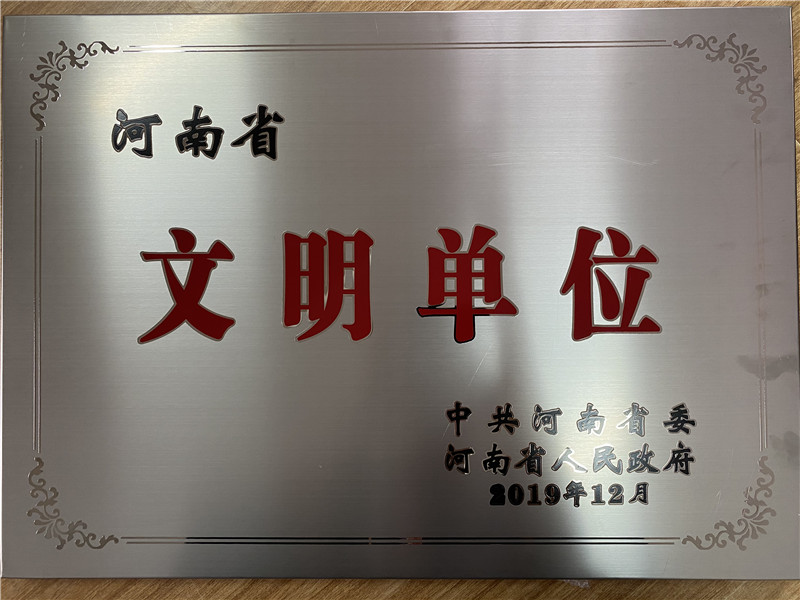 河南省
文明单位
中共河南省委
河南省人民政府
2019年12月